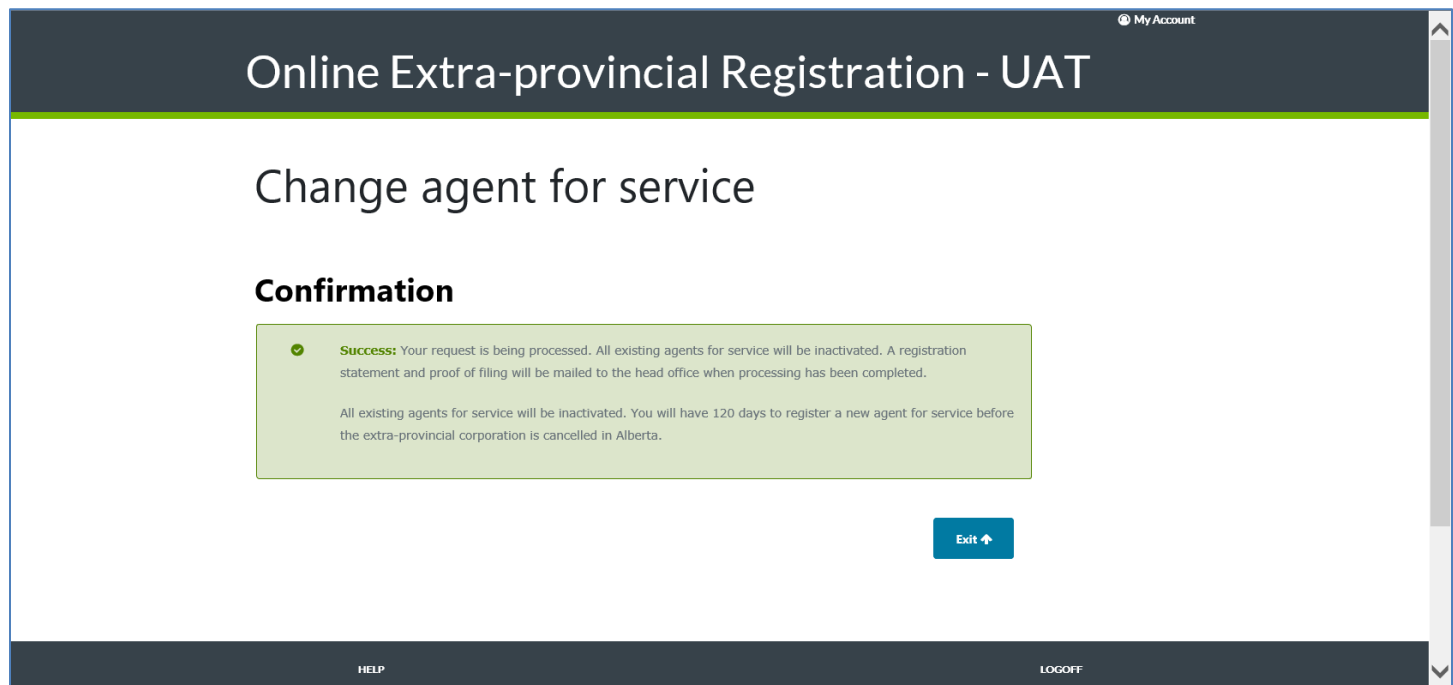 My Account
Online Extra-provincial Registration - UAT
Change agent for service
Confirmation
Success: Your request is being processed. All existing agents for service will be inactivated. A registration
statement and proof of filing will be mailed to the head office when processing has been completed.
All existing agents for service will be inactivated. You will have 120 days to register a new agent for service before
the extra-provincial corporation is cancelled in Alberta.
Exit
HELP
LOGOFF